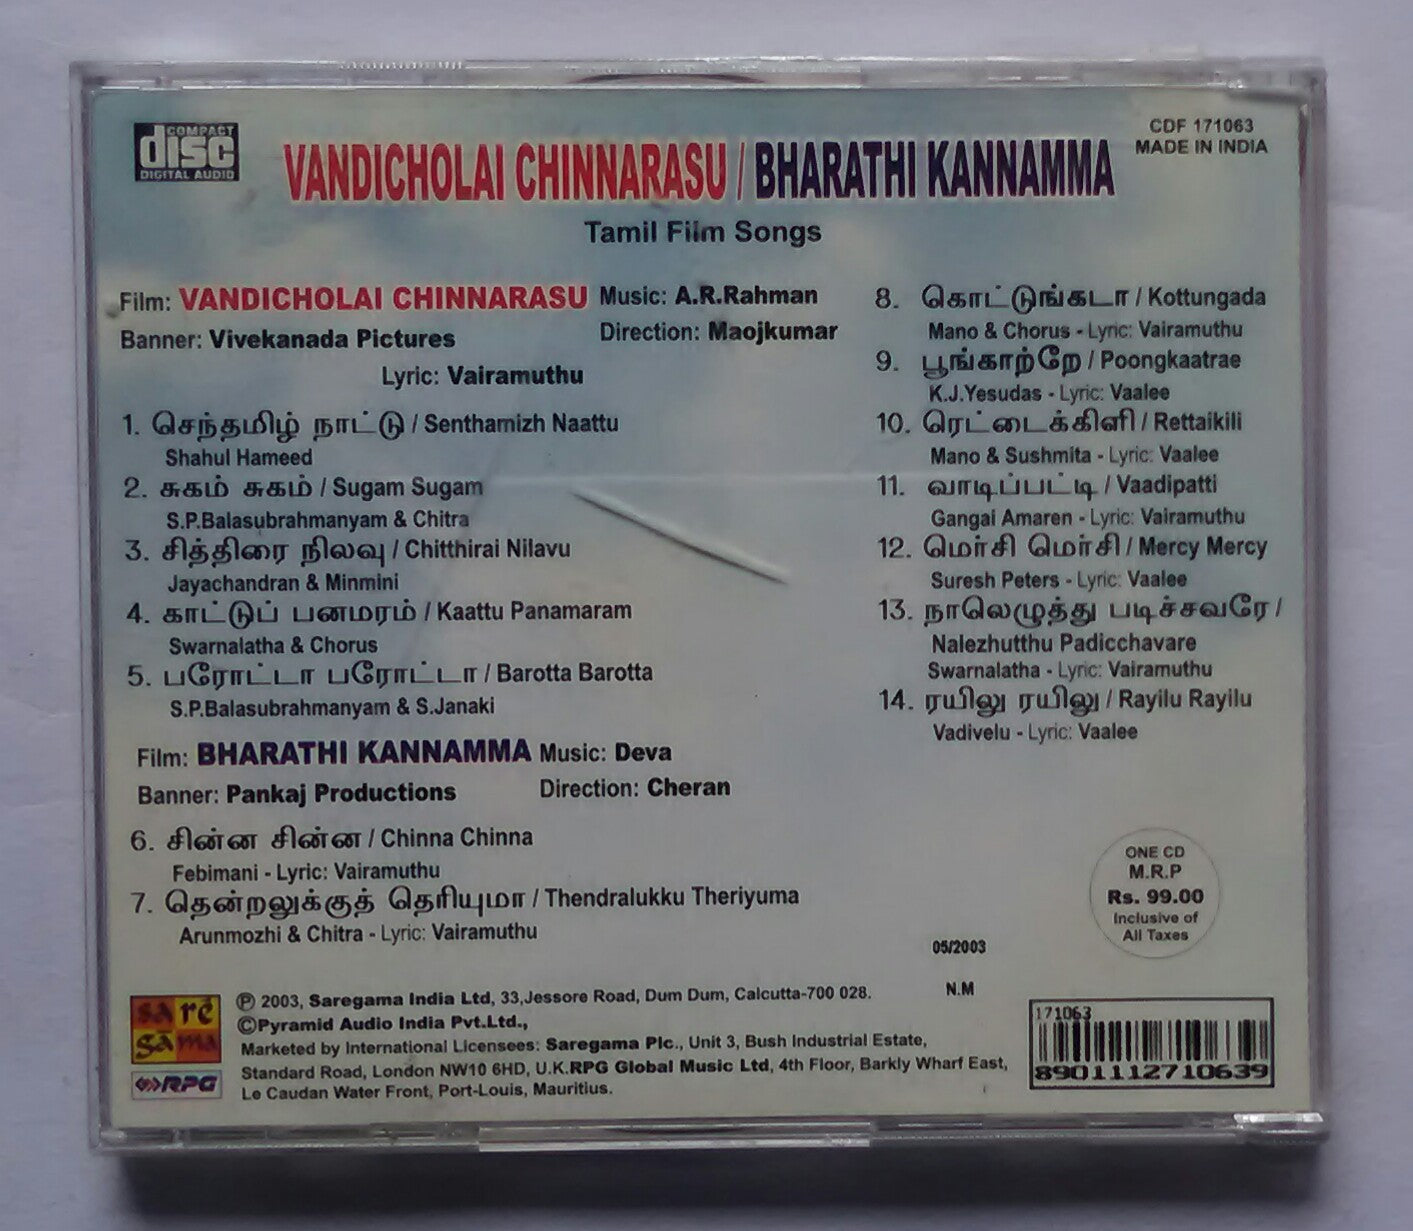 COMPACT
disc
DIGITAL AUDIO
CDF 171063
MADE IN INDIA
VANDICHOLAI CHINNARASU / BHARATHI KANNAMMA
Tamil Film Songs
Film: VANDICHOLAI CHINNARASU Music: A.R.Rahman
Banner: Vivekanada Pictures Direction: Maojkumar
Lyric: Vairamuthu
1. செந்தமிழ் நாட்டு / Senthamizh Naattu
Shahul Hameed
2. சுகம் சுகம் / Sugam Sugam
S.P.Balasubrahmanyam & Chitra
3. சித்திரை நிலவு / Chitthirai Nilavu
Jayachandran & Minmini
4. காட்டுப் பனமரம் / Kaattu Panamaram
Swarnalatha & Chorus
5. பரோட்டா பரோட்டா / Barotta Barotta
S.P.Balasubrahmanyam & S.Janaki
Film: BHARATHI KANNAMMA Music: Deva
Banner: Pankaj Productions Direction: Cheran
6. சின்ன சின்ன / Chinna Chinna
Febimani - Lyric: Vairamuthu
7. தென்றலுக்குத் தெரியுமா / Thendralukku Theriyuma
Arunmozhi & Chitra - Lyric: Vairamuthu
8. கொட்டுங்கடா / Kottungada
Mano & Chorus - Lyric: Vairamuthu
9. பூங்காற்றே / Poongkaatrae
K.J.Yesudas - Lyric: Vaalee
10. ரெட்டைக்கிளி / Rettaikili
Mano & Sushmita - Lyric: Vaalee
11. வாடிப்பட்டி / Vaadipatti
Gangai Amaren - Lyric: Vairamuthu
12. மெர்சி மெர்சி / Mercy Mercy
Suresh Peters - Lyric: Vaalee
13. நாலெழுத்து படிச்சவரே /
Nalezhutthu Padicchavare
Swarnalatha - Lyric: Vairamuthu
14. ரயிலு ரயிலு / Rayilu Rayilu
Vadivelu - Lyric: Vaalee
ONE CD
M.R.P
Rs. 99.00
Inclusive of
All Taxes
05/2003
N.M
sa re
ga ma
RPG
℗ 2003, Saregama India Ltd, 33,Jessore Road, Dum Dum, Calcutta-700 028.
©Pyramid Audio India Pvt.Ltd.,
Marketed by International Licensees: Saregama Plc., Unit 3, Bush Industrial Estate,
Standard Road, London NW10 6HD, U.K.RPG Global Music Ltd, 4th Floor, Barkly Wharf East,
Le Caudan Water Front, Port-Louis, Mauritius.
171063
8901112710639